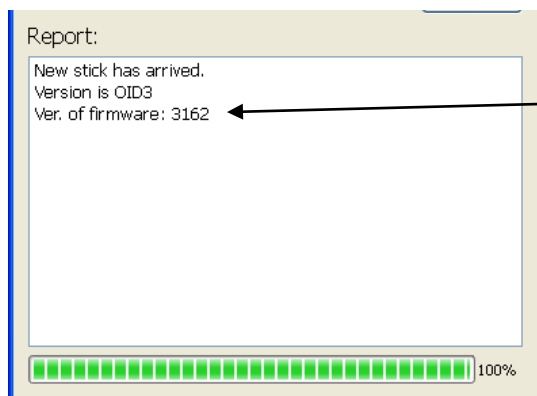 Report:
New stick has arrived.
Version is OID3
Ver. of firmware: 3162
100%